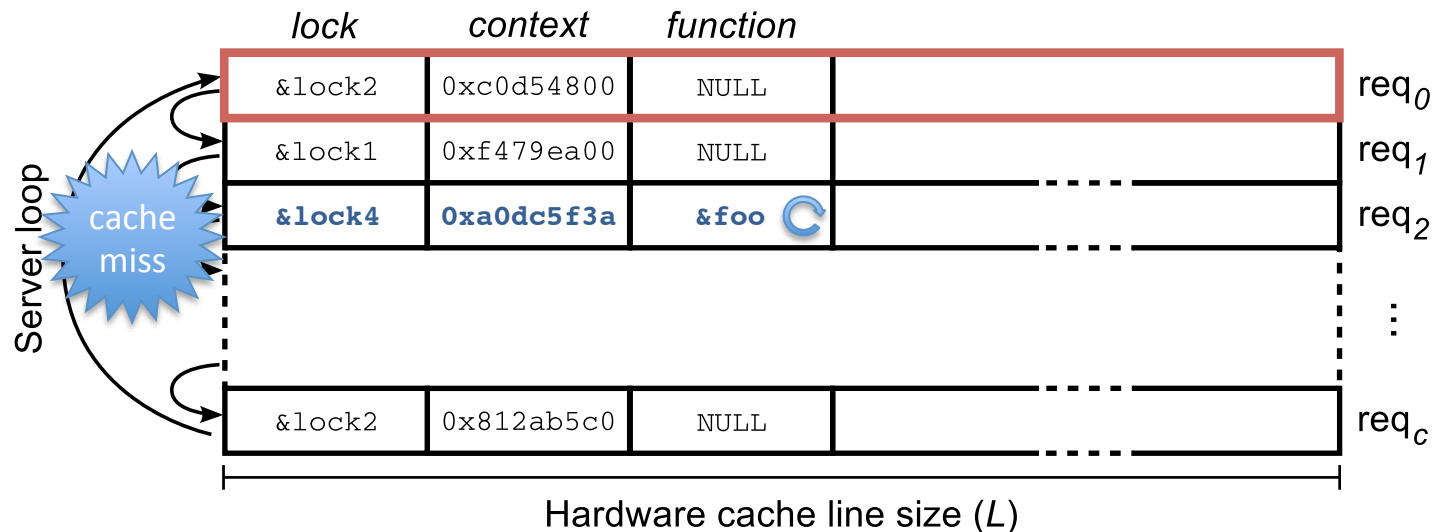 lock context function
&lock2 0xc0d54800 NULL req0
&lock1 0xf479ea00 NULL req1
&lock4 0xa0dc5f3a &foo req2
cache
miss
Server loop
...
&lock2 0x812ab5c0 NULL reqc
Hardware cache line size (L)